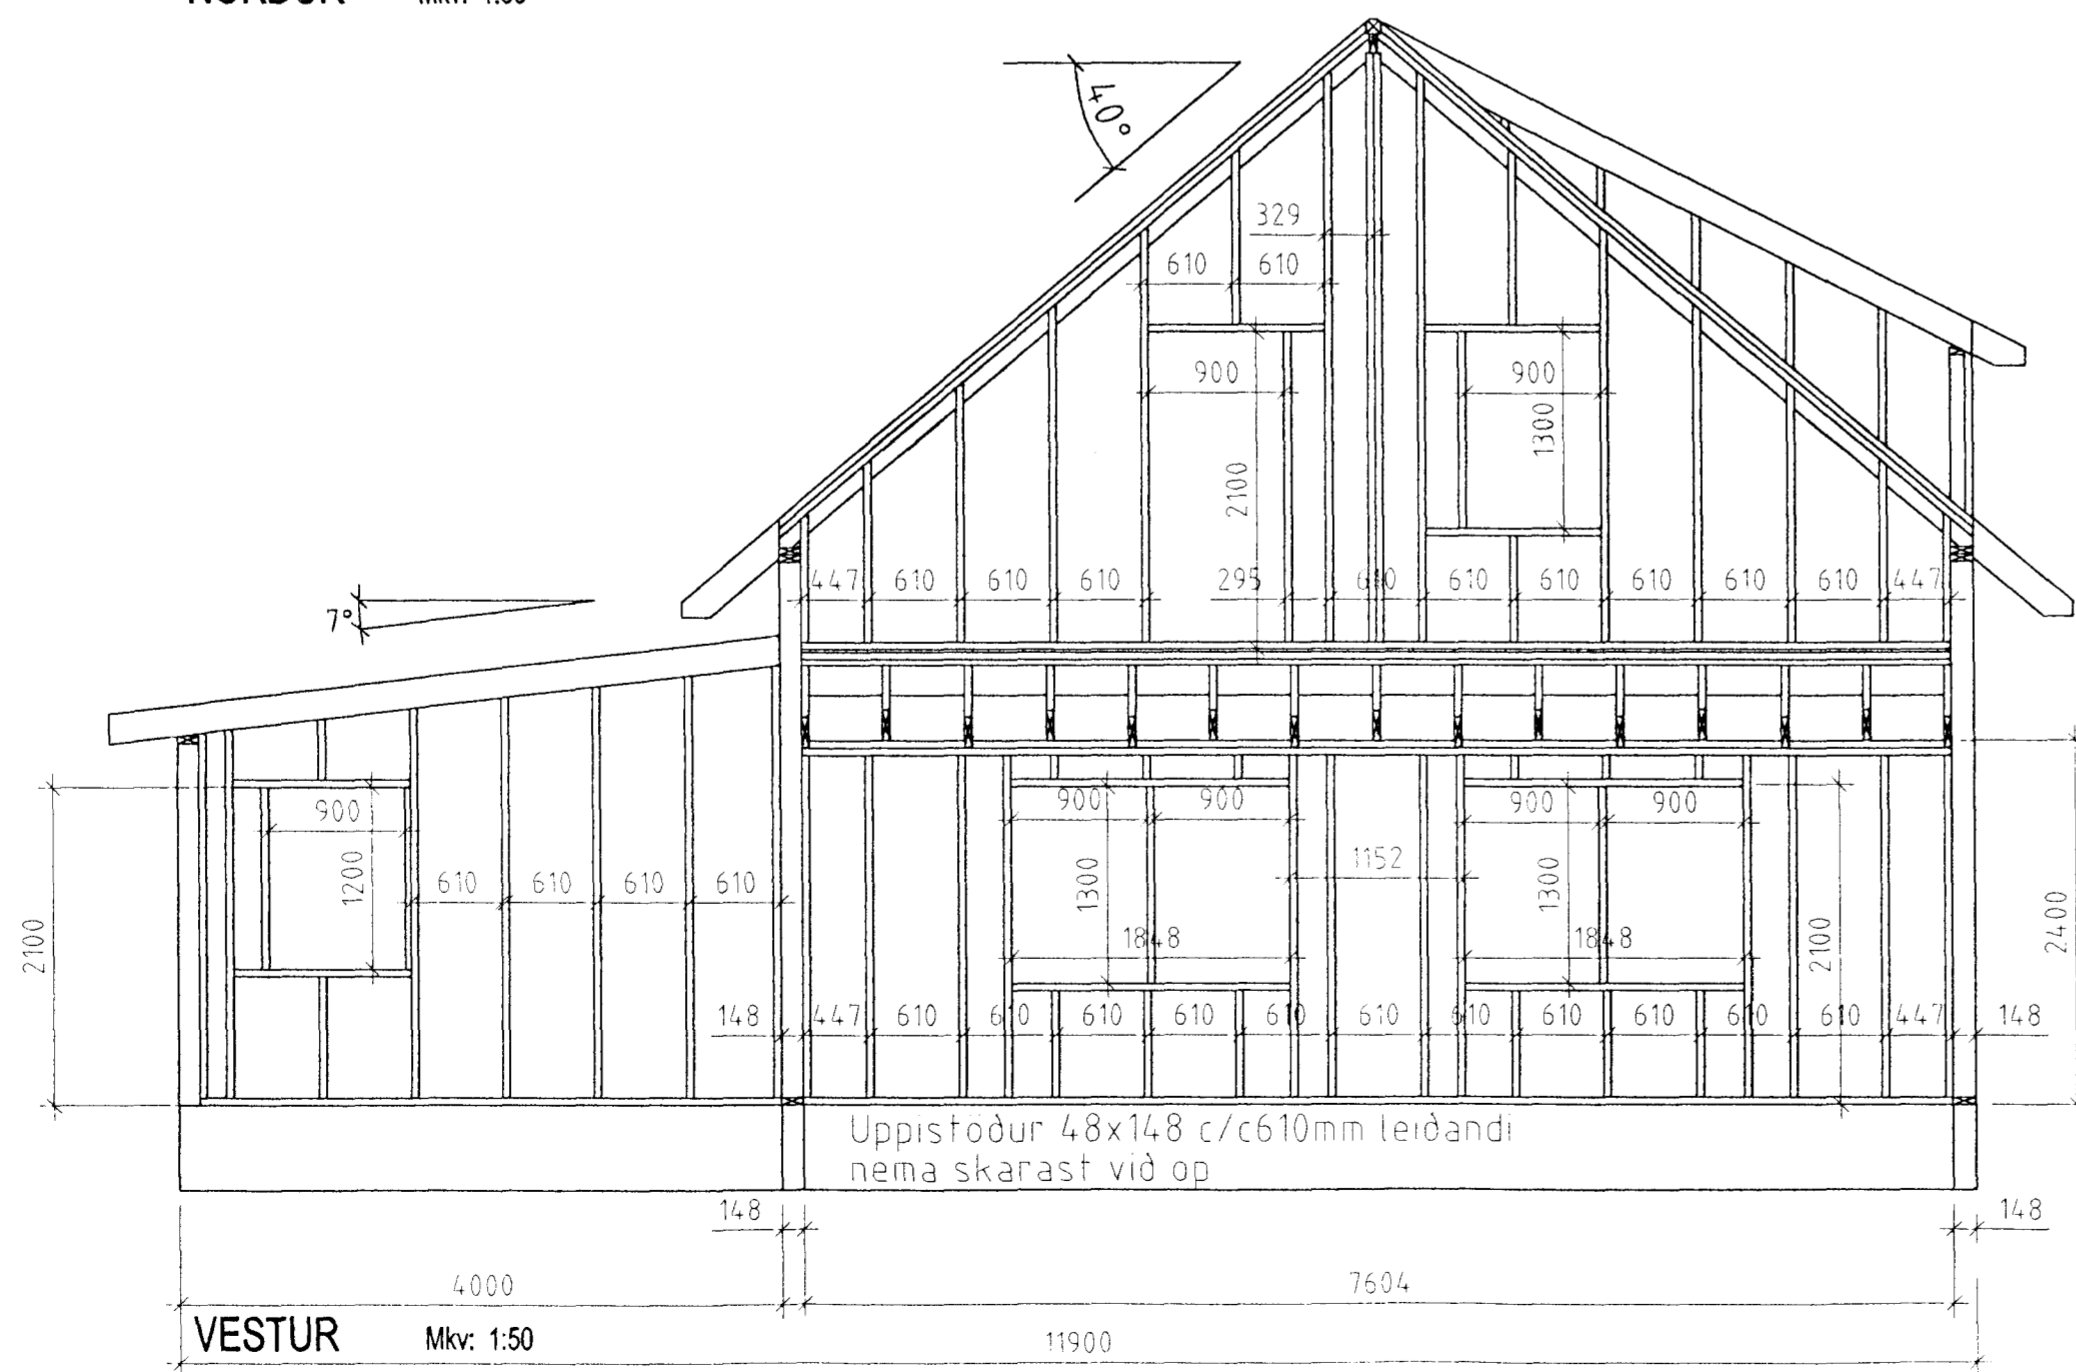 Mkv: 1:50
40°
329
610 610
900 900
1300
2100
447 610 610 610 295 610 610 610 610 610 610 447
7°
900 900 900 900 900
1200 610 610 610 610
1300 1152 1300
1848 1848
2100 2100 2400
148 447 610 610 610 610 610 610 610 610 610 610 610 447 148
Uppistöður 48x148 c/c610mm leiðandi
nema skarast við op
148 148
4000 7604
VESTUR Mkv: 1:50
11900